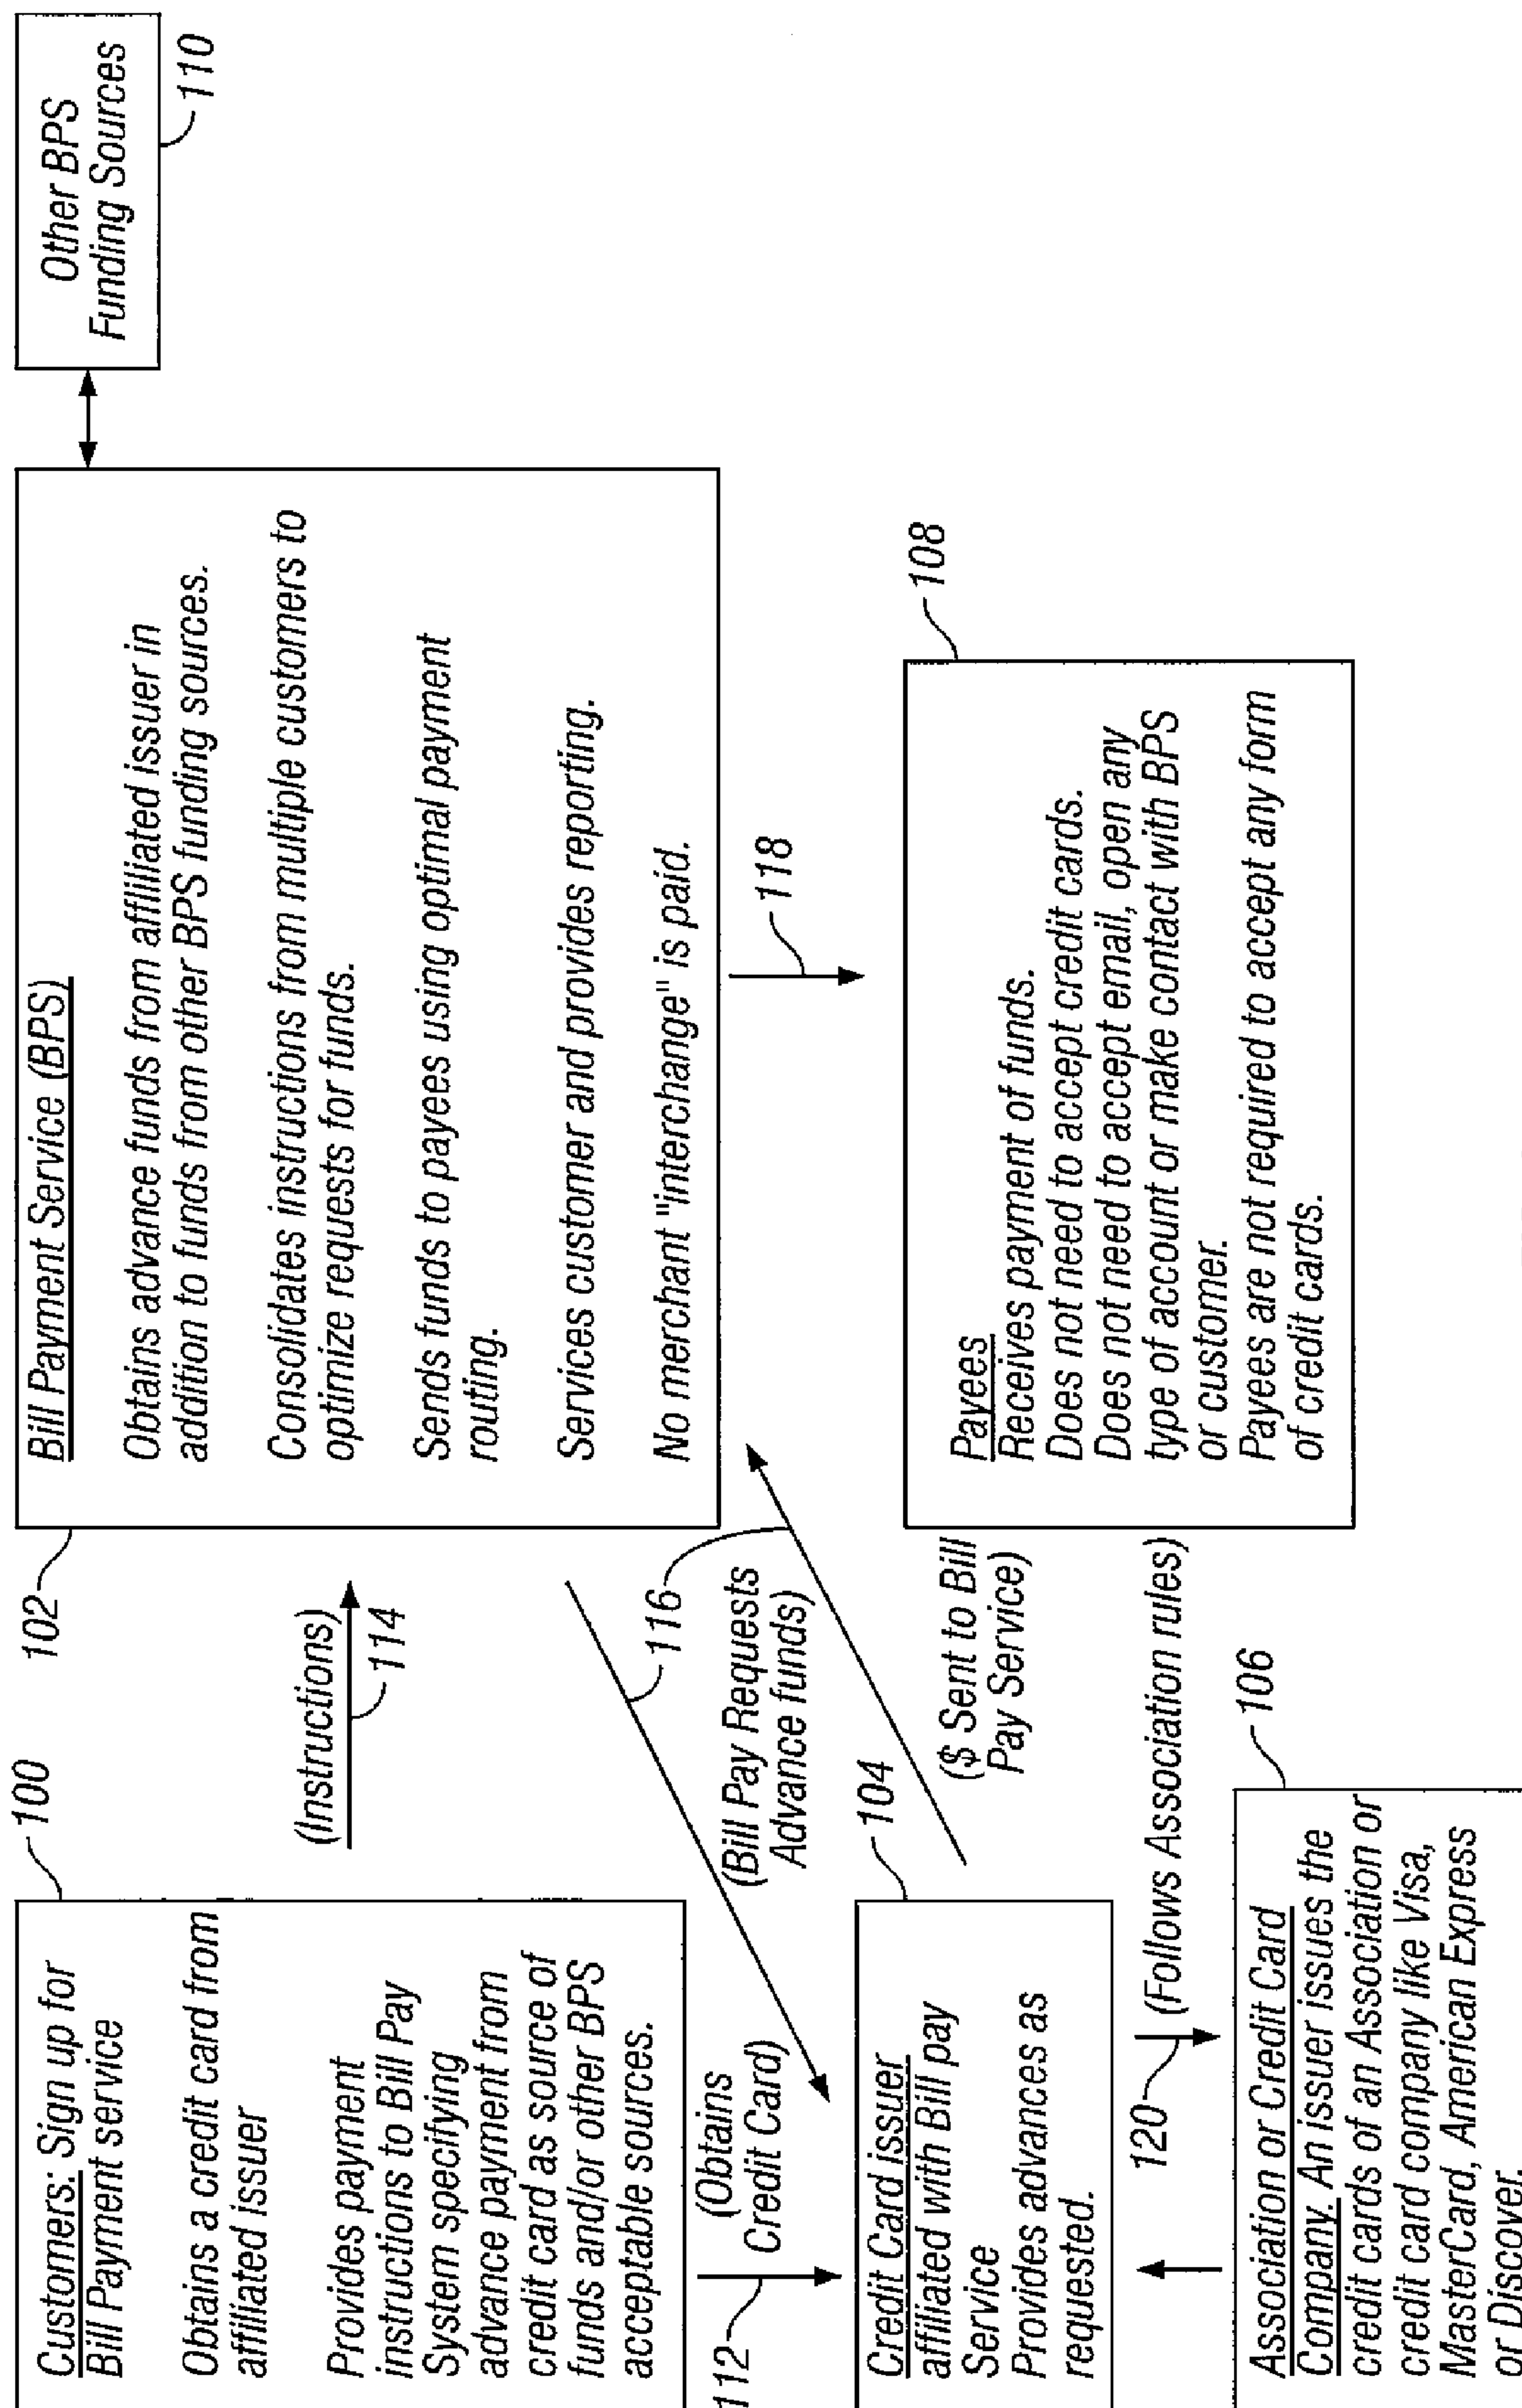 100
Customers: Sign up for
Bill Payment service
Obtains a credit card from
affiliated issuer
Provides payment
instructions to Bill Pay
System specifying
advance payment from
credit card as source of
funds and/or other BPS
acceptable sources.
(Instructions)
114
102
Bill Payment Service (BPS)
Obtains advance funds from affiliated issuer in
addition to funds from other BPS funding sources.
Consolidates instructions from multiple customers to
optimize requests for funds.
Sends funds to payees using optimal payment
routing.
Services customer and provides reporting.
No merchant "interchange" is paid.
Other BPS
Funding Sources
110
112
(Obtains
Credit Card)
116
(Bill Pay Requests
Advance funds)
118
104
Credit Card issuer
affiliated with Bill pay
Service
Provides advances as
requested.
($ Sent to Bill
Pay Service)
108
Payees
Receives payment of funds.
Does not need to accept credit cards.
Does not need to accept email, open any
type of account or make contact with BPS
or customer.
Payees are not required to accept any form
of credit cards.
120
(Follows Association rules)
106
Association or Credit Card
Company. An issuer issues the
credit cards of an Association or
credit card company like Visa,
MasterCard, American Express
or Discover.